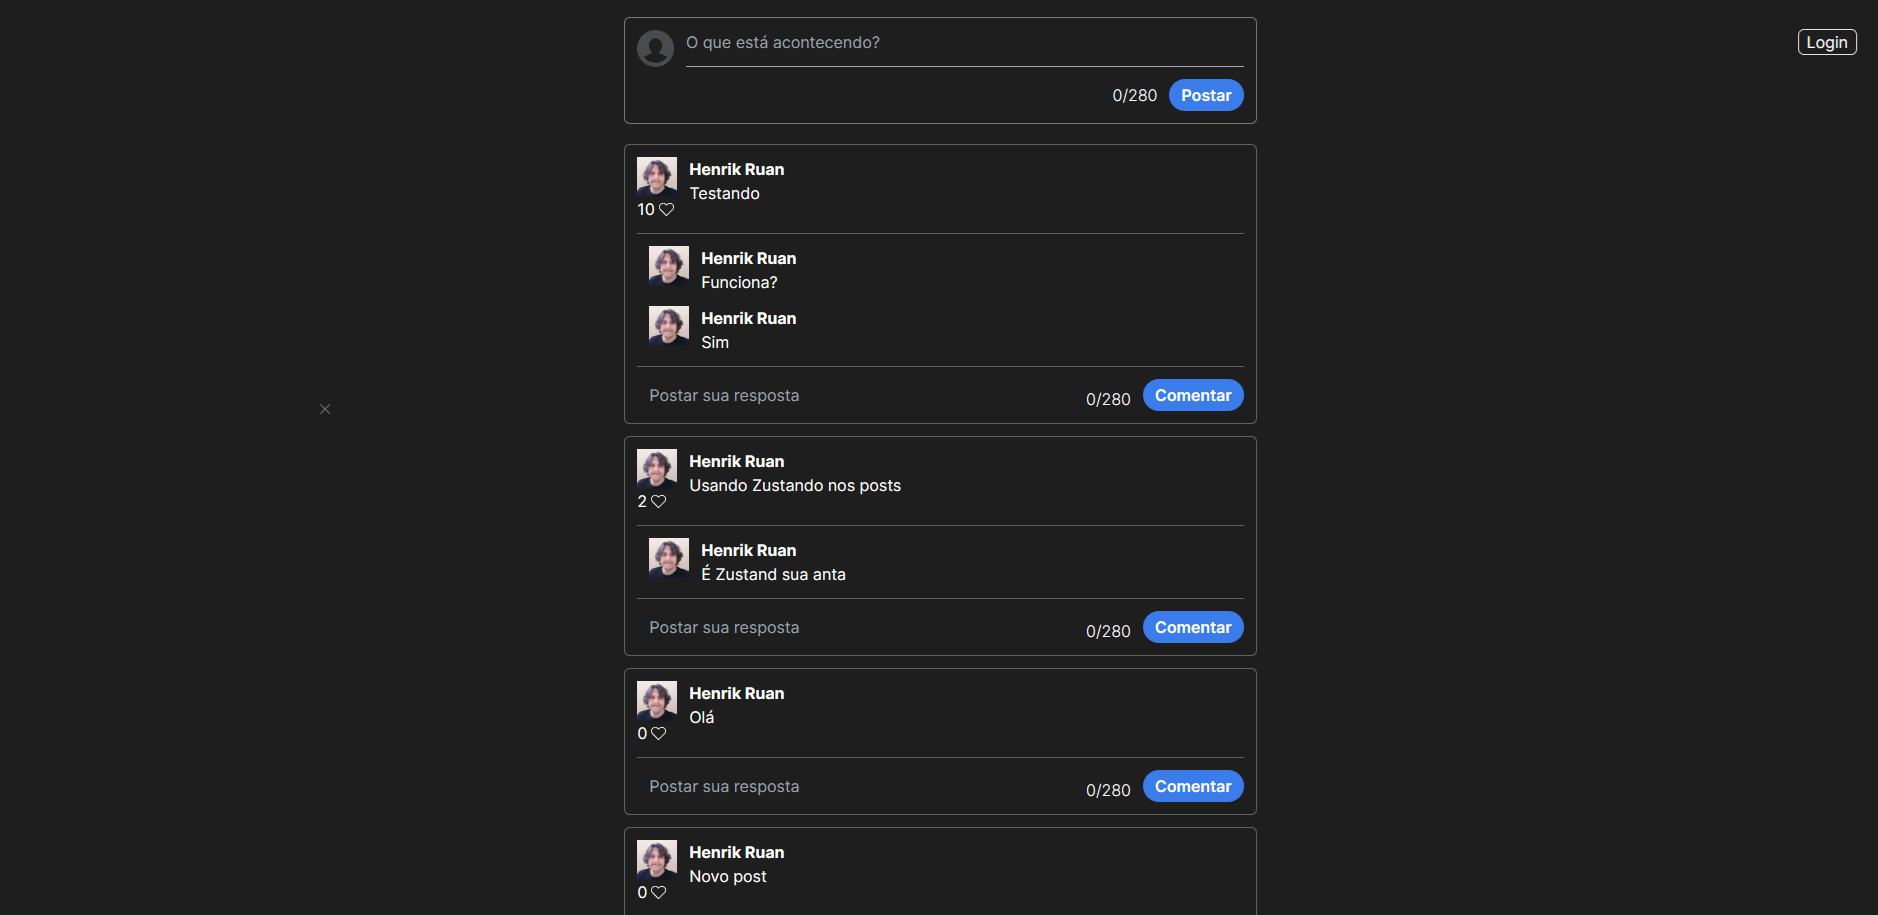 O que está acontecendo?
Login
0/280 Postar
Henrik Ruan
Testando
10
Henrik Ruan
Funciona?
Henrik Ruan
Sim
Postar sua resposta 0/280 Comentar
Henrik Ruan
Usando Zustando nos posts
2
Henrik Ruan
É Zustand sua anta
Postar sua resposta 0/280 Comentar
Henrik Ruan
Olá
0
Postar sua resposta 0/280 Comentar
Henrik Ruan
Novo post
0